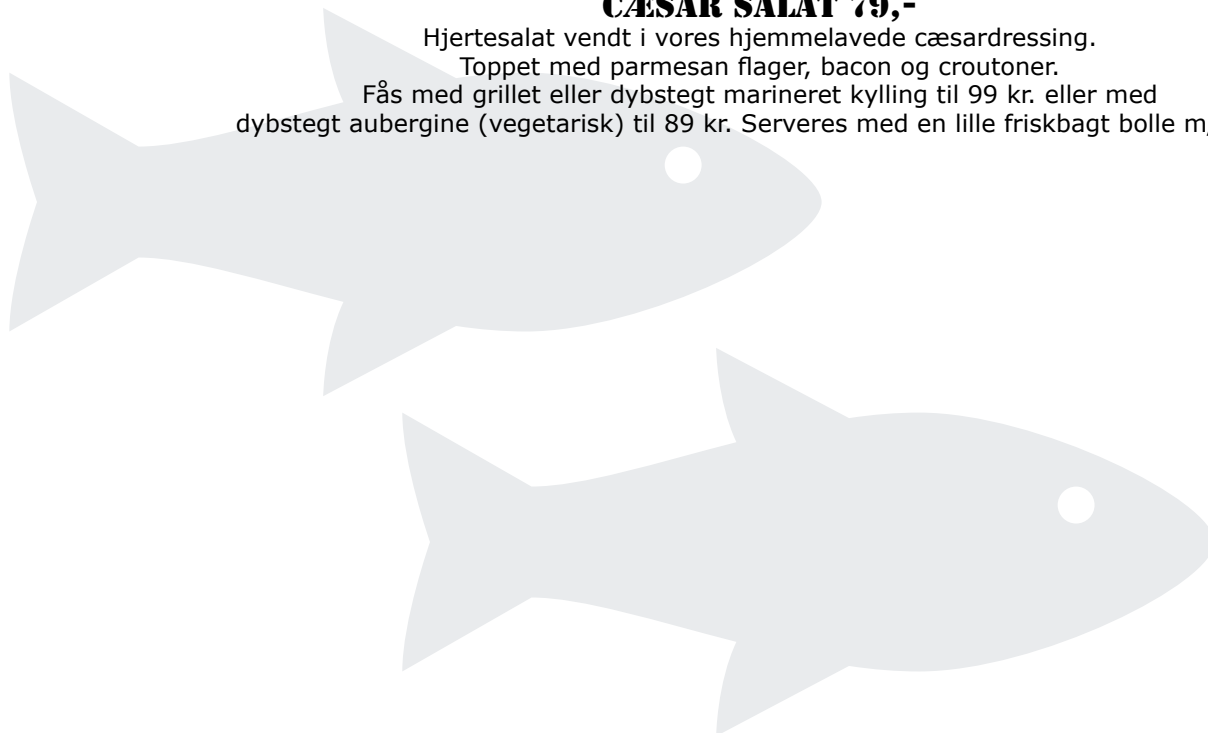 CÆSAR SALAT 79,-
Hjertesalat vendt i vores hjemmelavede cæsardressing.
Toppet med parmesan flager, bacon og croutoner.
Fås med grillet eller dybstegt marineret kylling til 99 kr. eller med
dybstegt aubergine (vegetarisk) til 89 kr. Serveres med en lille friskbagt bolle m